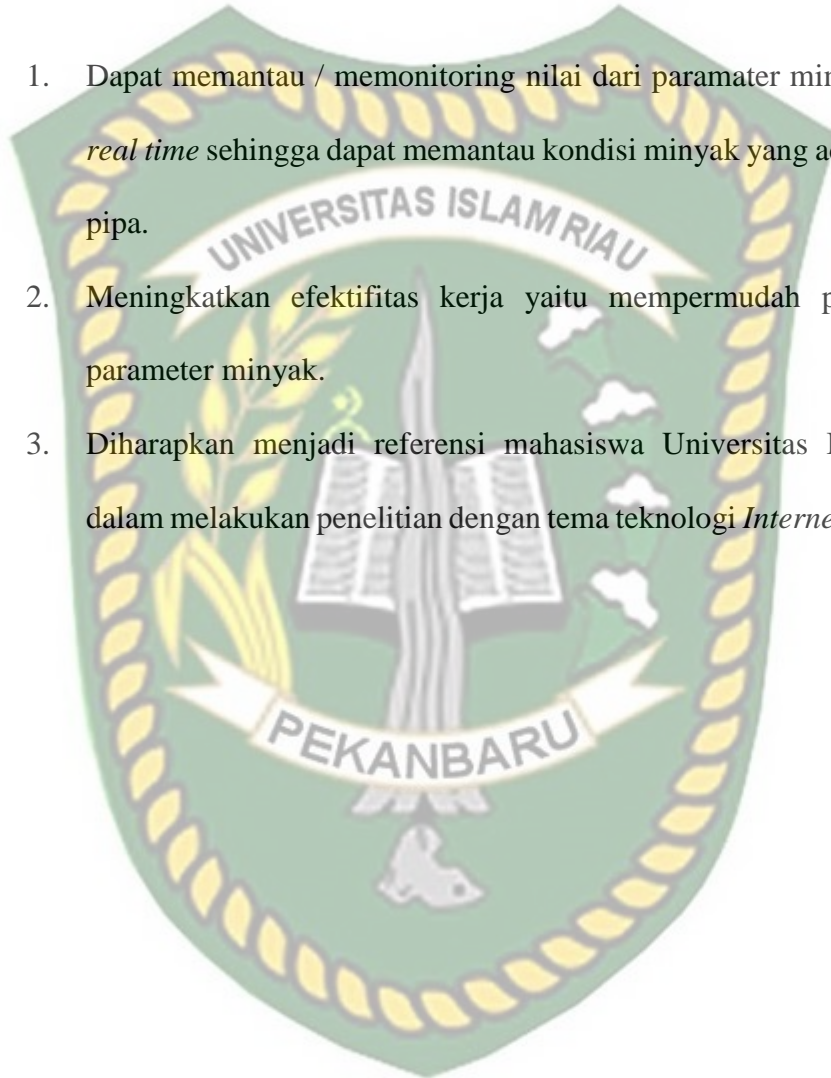 1. Dapat memantau / memonitoring nilai dari paramater
real time sehingga dapat memantau kondisi minyak yang
pipa.
UNIVERSITAS ISLAM RIAU
2. Meningkatkan efektifitas kerja yaitu mempermudah
parameter minyak.
3. Diharapkan menjadi referensi mahasiswa Universitas
dalam melakukan penelitian dengan tema teknologi Interne
PEKANBARU